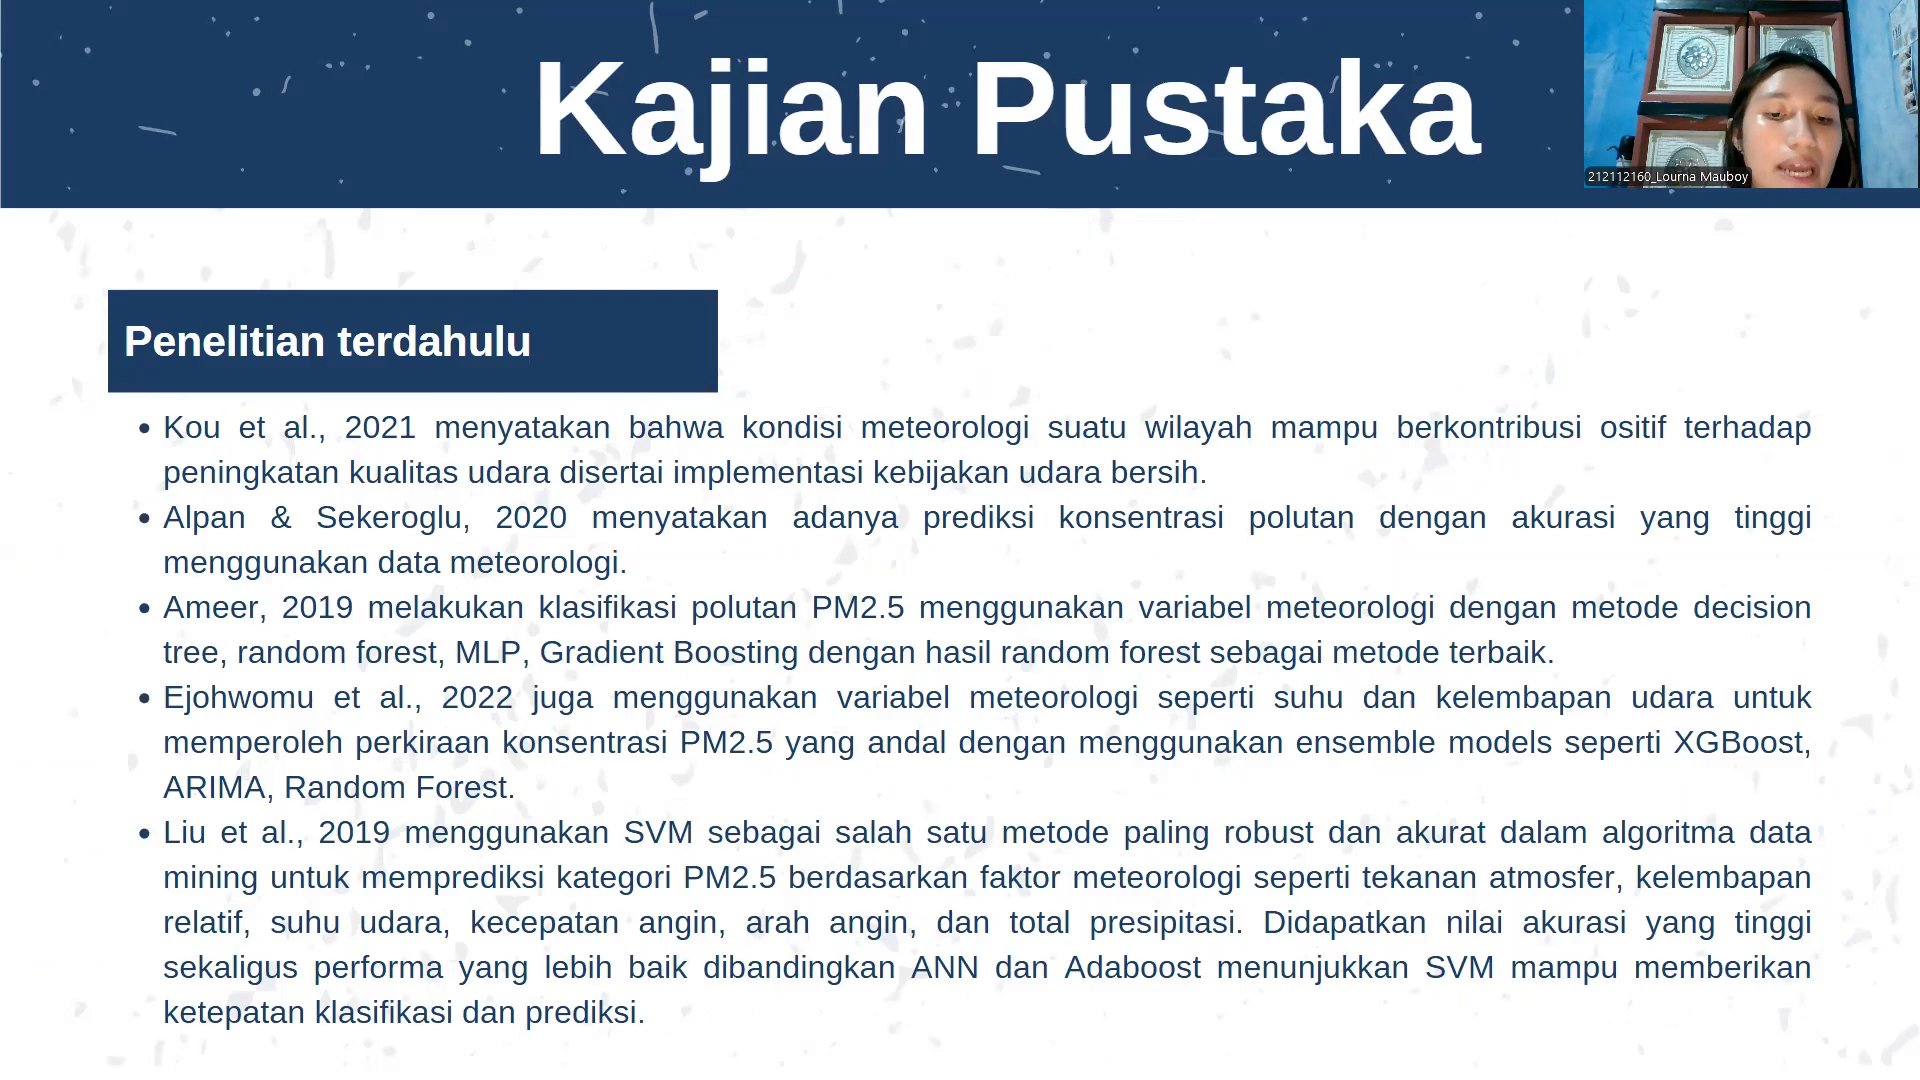 Kajian Pustaka
212112160_Lourna Mauboy
Penelitian terdahulu
• Kou et al., 2021 menyatakan bahwa kondisi meteorologi suatu wilayah mampu berkontribusi ositif terhadap
peningkatan kualitas udara disertai implementasi kebijakan udara bersih.
• Alpan & Sekeroglu, 2020 menyatakan adanya prediksi konsentrasi polutan dengan akurasi yang tinggi
menggunakan data meteorologi.
• Ameer, 2019 melakukan klasifikasi polutan PM2.5 menggunakan variabel meteorologi dengan metode decision
tree, random forest, MLP, Gradient Boosting dengan hasil random forest sebagai metode terbaik.
• Ejohwomu et al., 2022 juga menggunakan variabel meteorologi seperti suhu dan kelembapan udara untuk
memperoleh perkiraan konsentrasi PM2.5 yang andal dengan menggunakan ensemble models seperti XGBoost,
ARIMA, Random Forest.
• Liu et al., 2019 menggunakan SVM sebagai salah satu metode paling robust dan akurat dalam algoritma data
mining untuk memprediksi kategori PM2.5 berdasarkan faktor meteorologi seperti tekanan atmosfer, kelembapan
relatif, suhu udara, kecepatan angin, arah angin, dan total presipitasi. Didapatkan nilai akurasi yang tinggi
sekaligus performa yang lebih baik dibandingkan ANN dan Adaboost menunjukkan SVM mampu memberikan
ketepatan klasifikasi dan prediksi.